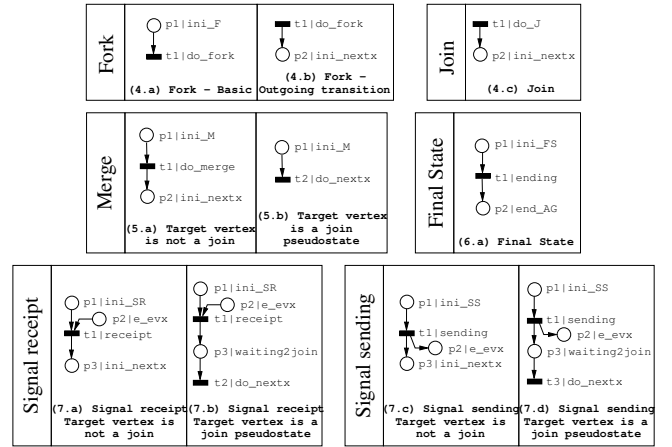 Fork
p1|ini_F
t1|do_fork
(4.a) Fork – Basic
t1|do_fork
p2|ini_nextx
(4.b) Fork –
Outgoing transition
Join
t1|do_J
p2|ini_nextx
(4.c) Join
Merge
p1|ini_M
t1|do_merge
p2|ini_nextx
(5.a) Target vertex
is not a join
p1|ini_M
t2|do_nextx
(5.b) Target vertex
is a join
pseudostate
Final State
p1|ini_FS
t1|ending
p2|end_AG
(6.a) Final State
Signal receipt
p1|ini_SR
p2|e_evx
t1|receipt
p3|ini_nextx
(7.a) Signal receipt
Target vertex is
not a join
p1|ini_SR
p2|e_evx
t1|receipt
p3|waiting2join
t2|do_nextx
(7.b) Signal receipt
Target vertex is a
join pseudostate
Signal sending
p1|ini_SS
t1|sending
p2|e_evx
p3|ini_nextx
(7.c) Signal sending
Target vertex is
not a join
p1|ini_SS
t1|sending
p2|e_evx
p3|waiting2join
t3|do_nextx
(7.d) Signal sending
Target vertex is a
join pseudostate